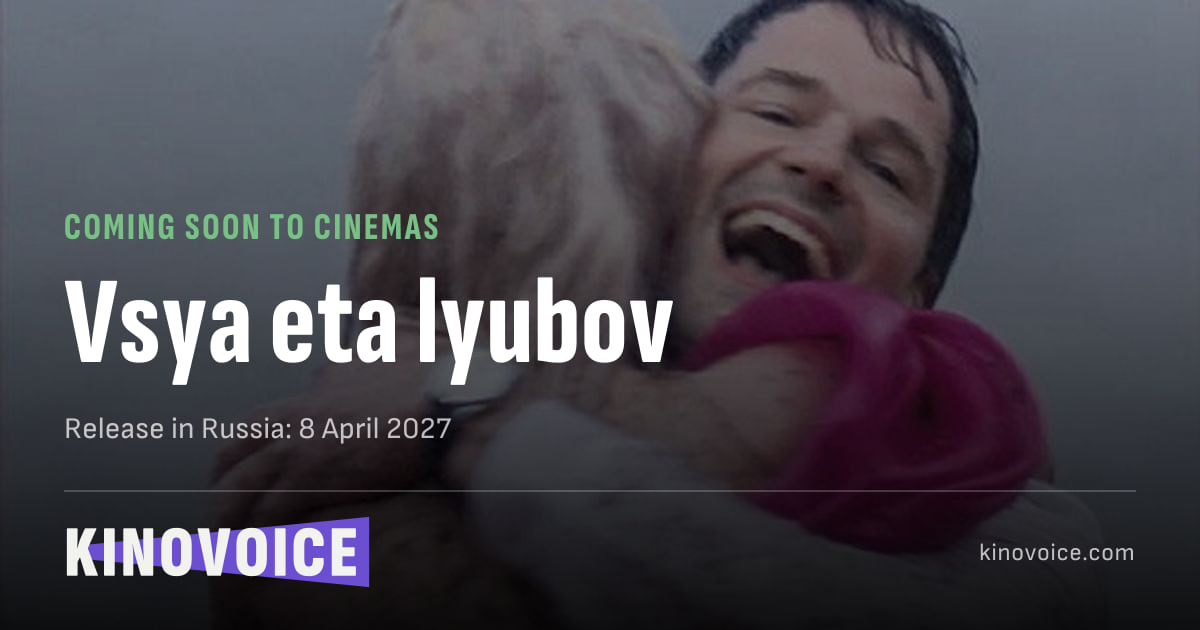 COMING SOON TO CINEMAS
Vsya eta lyubov
Release in Russia: 8 April 2027
KINOVOICE
kinovoice.com